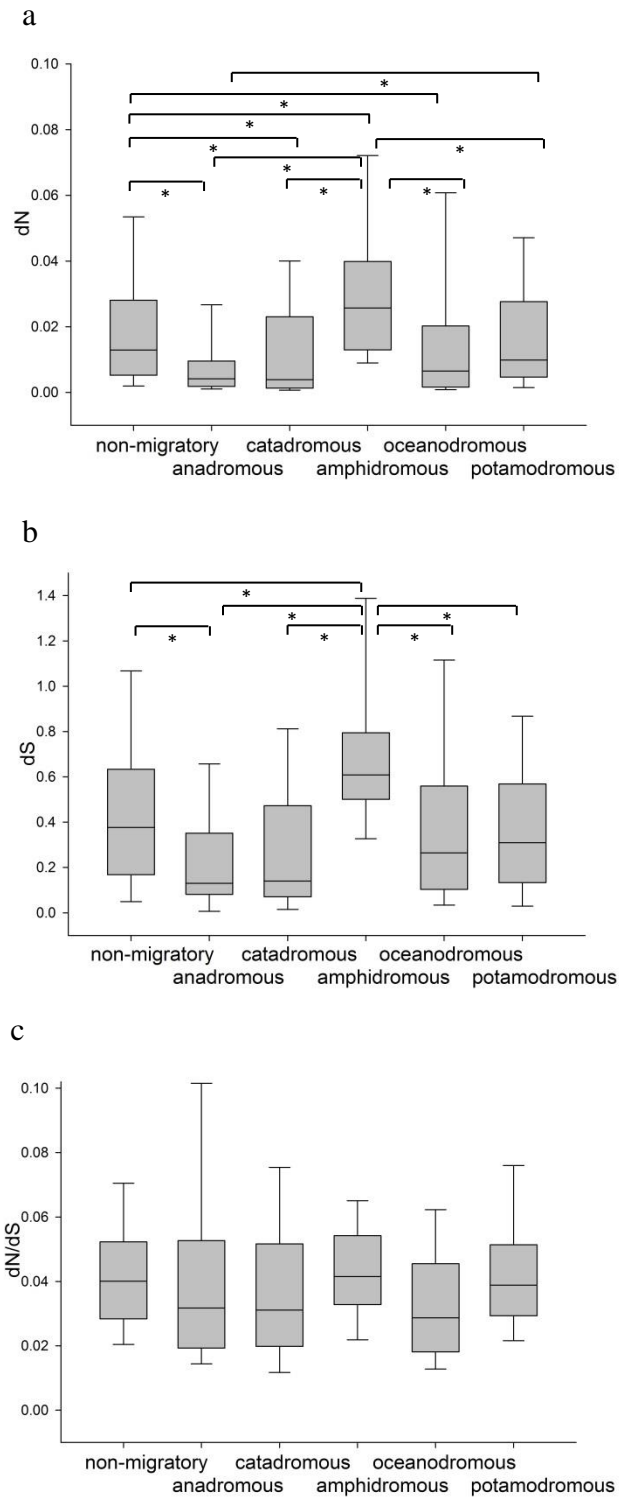 a
0.10
0.08
0.06
0.04
0.02
0.00
dN
* * * * * * * * *
non-migratory catadromous oceanodromous
anadromous amphidromous potamodromous
b
1.4
1.2
1.0
0.8
0.6
0.4
0.2
0.0
dS
* * * * * *
non-migratory catadromous oceanodromous
anadromous amphidromous potamodromous
c
0.10
0.08
0.06
0.04
0.02
0.00
dN/dS
non-migratory catadromous oceanodromous
anadromous amphidromous potamodromous